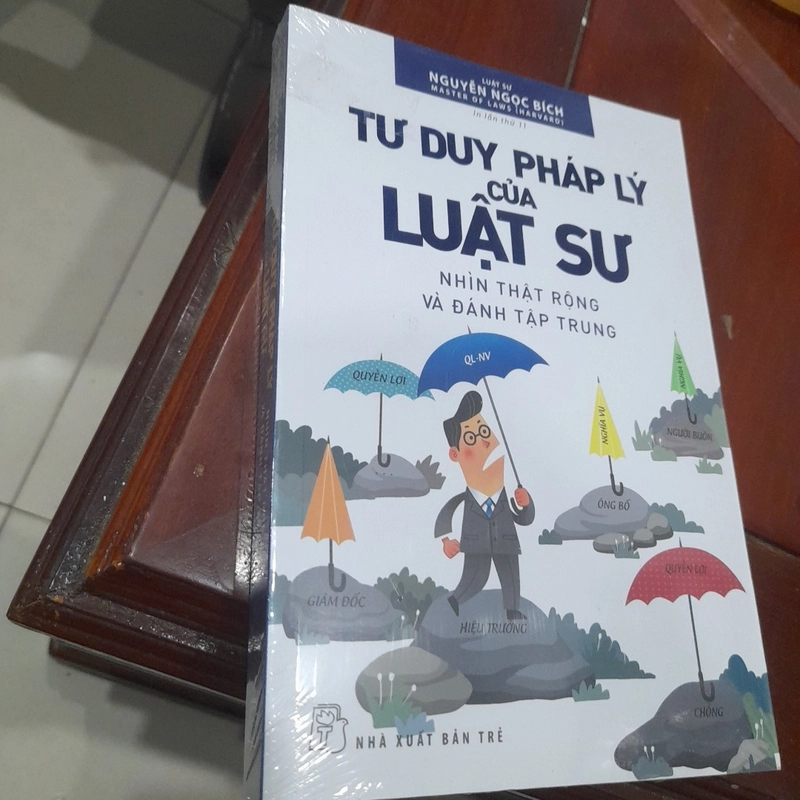 LUẬT SƯ
NGUYỄN NGỌC BÍCH
MASTER OF LAWS (HARVARD)
In lần thứ 11
TƯ DUY PHÁP LÝ
CỦA
LUẬT SƯ
NHÌN THẬT RỘNG
VÀ ĐÁNH TẬP TRUNG
QL-NV
QUYỀN LỢI
NGHĨA VỤ
NGƯỜI BUÔN
NGHĨA VỤ
ÔNG BỐ
QUYỀN LỢI
GIÁM ĐỐC
HIỆU TRƯỞNG
CHỒNG
NHÀ XUẤT BẢN TRẺ